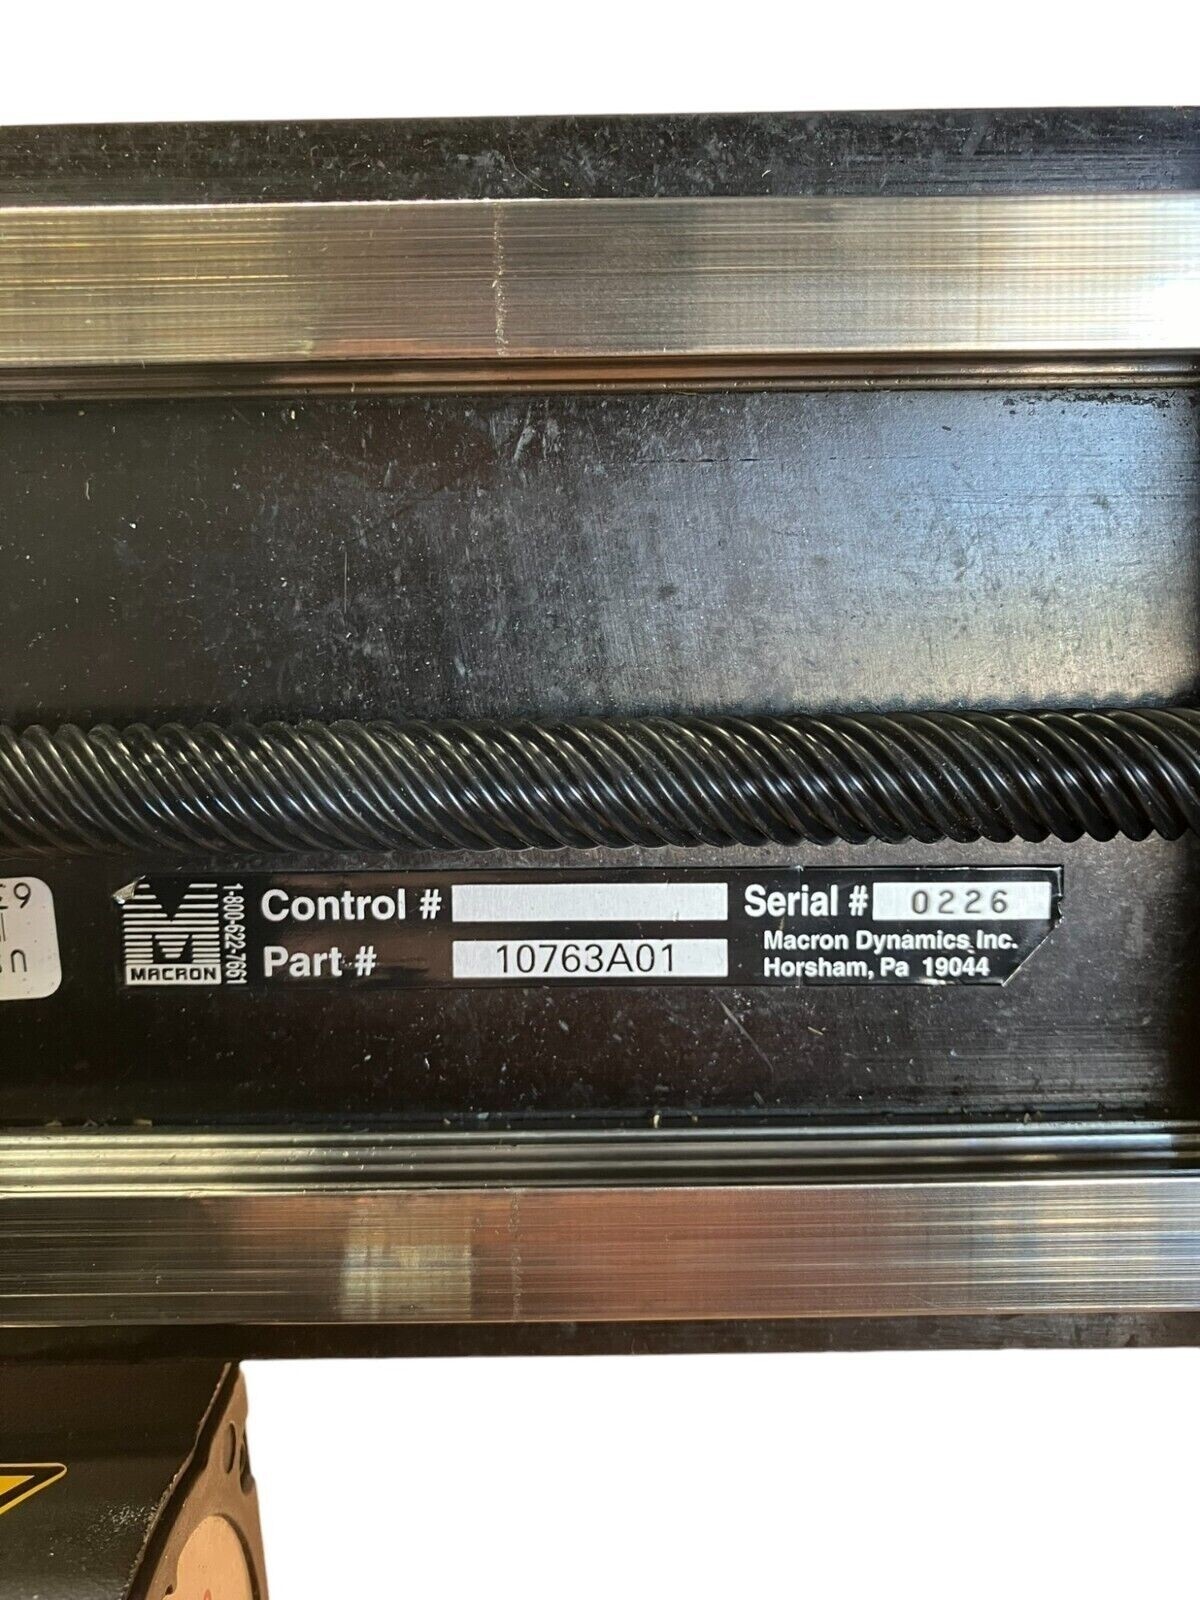 Control #
Serial # 0226
MACRON
1-800-622-7661
Part # 10763A01
Macron Dynamics Inc.
Horsham, Pa 19044